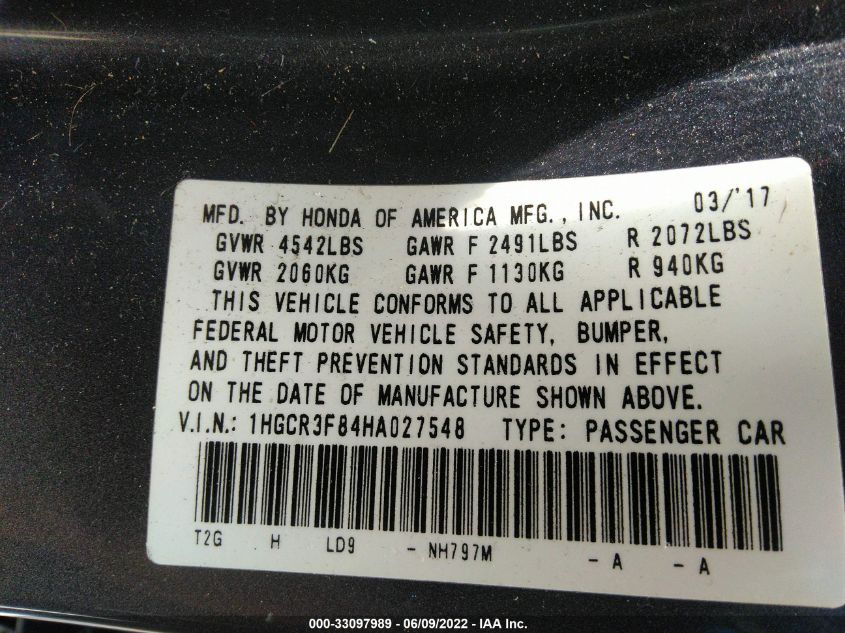 MFD. BY HONDA OF AMERICA MFG., INC. 03/'17
GVWR 4542LBS GAWR F 2491LBS R 2072LBS
GVWR 2060KG GAWR F 1130KG R 940KG
THIS VEHICLE CONFORMS TO ALL APPLICABLE
FEDERAL MOTOR VEHICLE SAFETY, BUMPER,
AND THEFT PREVENTION STANDARDS IN EFFECT
ON THE DATE OF MANUFACTURE SHOWN ABOVE.
V.I.N.: 1HGCR3F84HA027548 TYPE: PASSENGER CAR
T2G H LD9 - NH797M - A - A
000-33097989 - 06/09/2022 - IAA Inc.